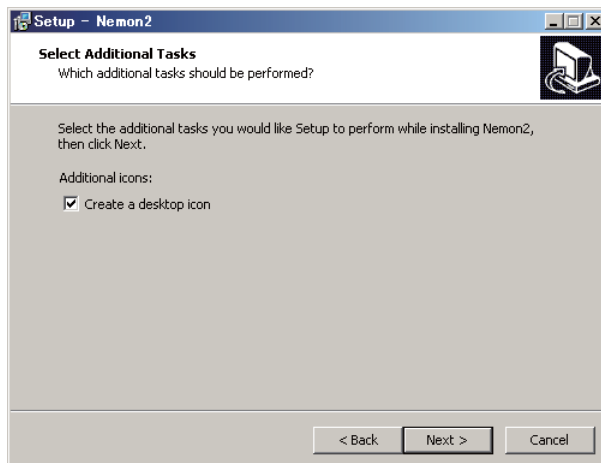 Setup - Nemon2
Select Additional Tasks
Which additional tasks should be performed?
Select the additional tasks you would like Setup to perform while installing Nemon2,
then click Next.
Additional icons:
Create a desktop icon
< Back Next > Cancel